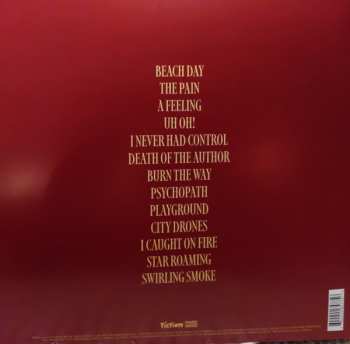 BEACH DAY
THE PAIN
A FEELING
UH OH!
I NEVER HAD CONTROL
DEATH OF THE AUTHOR
BURN THE WAY
PSYCHOPATH
PLAYGROUND
CITY DRONES
I CAUGHT ON FIRE
STAR ROAMING
SWIRLING SMOKE
Fiction